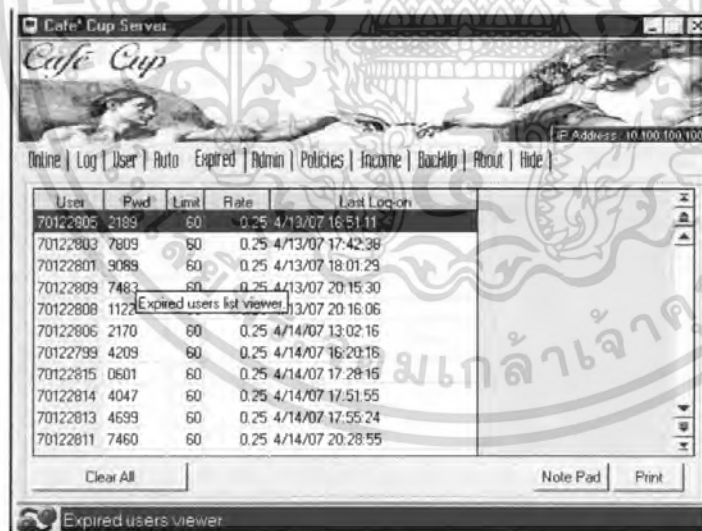 Cafe' Cup Server
Café Cup
IP Address: 10.100.100.100
Online | Log | User | Auto Expired | Admin | Policies | Income | BackUp | About | Hide |
User Pwd Limit Rate Last Log-on
70122805 2189 60 0.25 4/13/07 16:51:11
70122803 7809 60 0.25 4/13/07 17:42:38
70122801 9089 60 0.25 4/13/07 18:01:29
70122809 7483 60 0.25 4/13/07 20:15:30
70122808 1122 /13/07 20:16:06
Expired users list viewer.
70122806 2170 60 0.25 4/14/07 13:02:16
70122799 4209 60 0.25 4/14/07 16:20:16
70122815 0601 60 0.25 4/14/07 17:28:15
70122814 4047 60 0.25 4/14/07 17:51:55
70122813 4699 60 0.25 4/14/07 17:55:24
70122811 7460 60 0.25 4/14/07 20:28:55
Clear All Note Pad Print
Expired users viewer